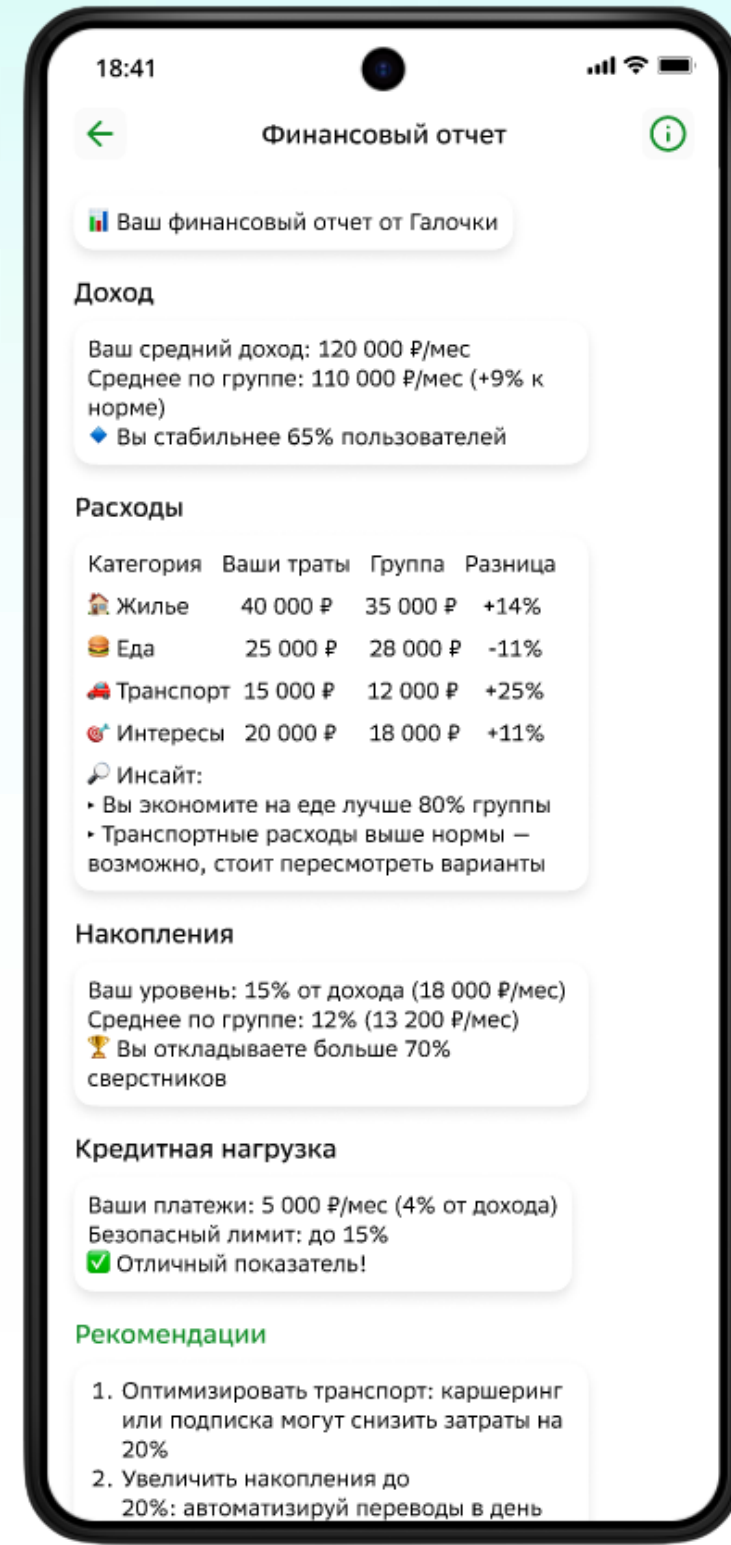 18:41
Финансовый отчет
Ваш финансовый отчет от Галочки
Доход
Ваш средний доход: 120 000 ₽/мес
Среднее по группе: 110 000 ₽/мес (+9% к
норме)
Вы стабильнее 65% пользователей
Расходы
Категория Ваши траты Группа Разница
Жилье 40 000 ₽ 35 000 ₽ +14%
Еда 25 000 ₽ 28 000 ₽ -11%
Транспорт 15 000 ₽ 12 000 ₽ +25%
Интересы 20 000 ₽ 18 000 ₽ +11%
Инсайт:
‣ Вы экономите на еде лучше 80% группы
‣ Транспортные расходы выше нормы —
возможно, стоит пересмотреть варианты
Накопления
Ваш уровень: 15% от дохода (18 000 ₽/мес)
Среднее по группе: 12% (13 200 ₽/мес)
Вы откладываете больше 70%
сверстников
Кредитная нагрузка
Ваши платежи: 5 000 ₽/мес (4% от дохода)
Безопасный лимит: до 15%
Отличный показатель!
Рекомендации
1. Оптимизировать транспорт: каршеринг
или подписка могут снизить затраты на
20%
2. Увеличить накопления до
20%: автоматизируй переводы в день